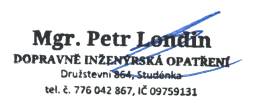 Mgr. Petr Londin
DOPRAVNĚ INŽENÝRSKÁ OPATŘENÍ
Družstevní 864, Studénka
tel. č. 776 042 867, IČ 09759131